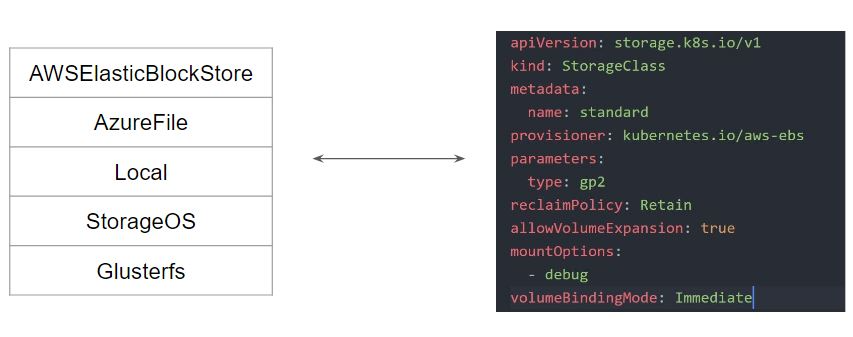 AWSElasticBlockStore
AzureFile
Local
StorageOS
Glusterfs
apiVersion: storage.k8s.io/v1
kind: StorageClass
metadata:
  name: standard
provisioner: kubernetes.io/aws-ebs
parameters:
  type: gp2
reclaimPolicy: Retain
allowVolumeExpansion: true
mountOptions:
  - debug
volumeBindingMode: Immediate